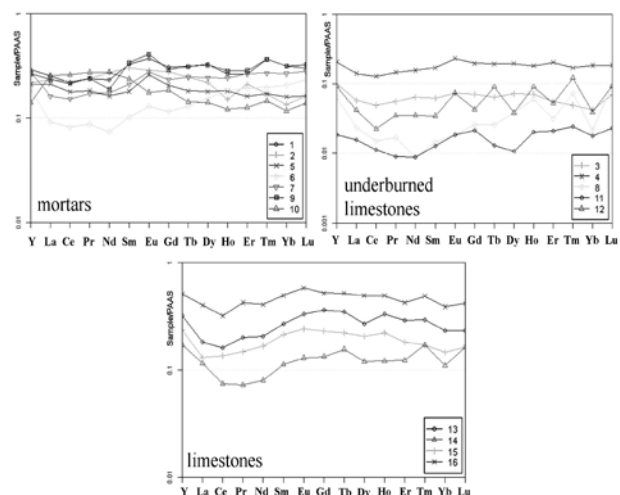 Sample/PAAS
1
0.1
0.01
mortars
1
2
5
6
7
9
10
Y La Ce Pr Nd Sm Eu Gd Tb Dy Ho Er Tm Yb Lu
Sample/PAAS
1
0.1
0.01
0.001
underburned
limestones
3
4
8
11
12
Y La Ce Pr Nd Sm Eu Gd Tb Dy Ho Er Tm Yb Lu
Sample/PAAS
1
0.1
0.01
limestones
13
14
15
16
Y La Ce Pr Nd Sm Eu Gd Tb Dy Ho Er Tm Yb Lu